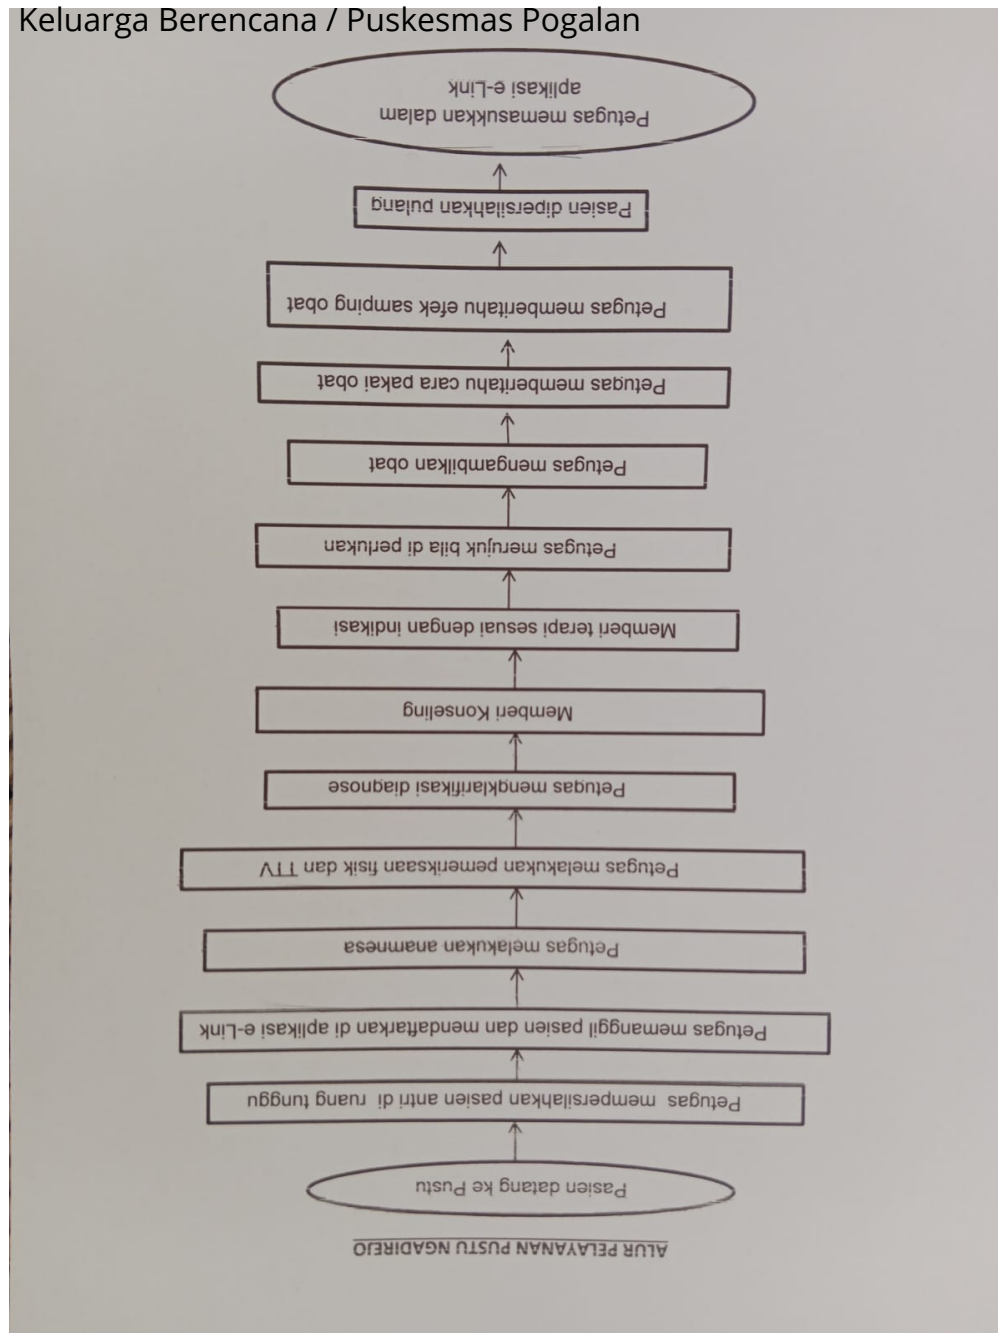 Keluarga Berencana / Puskesmas Pogalan
ALUR PELAYANAN PUSTU NGADIREJO
Pasien datang ke Pustu
Petugas mempersilahkan pasien antri di ruang tunggu
Petugas memanggil pasien dan mendaftarkan di aplikasi e-Link
Petugas melakukan anamnesa
Petugas melakukan pemeriksaan fisik dan TTV
Petugas mengklarifikasi diagnose
Memberi Konseling
Memberi terapi sesuai dengan indikasi
Petugas merujuk bila di perlukan
Petugas mengambilkan obat
Petugas memberitahu cara pakai obat
Petugas memberitahu efek samping obat
Pasien dipersilahkan pulang
Petugas memasukkan dalam
aplikasi e-Link